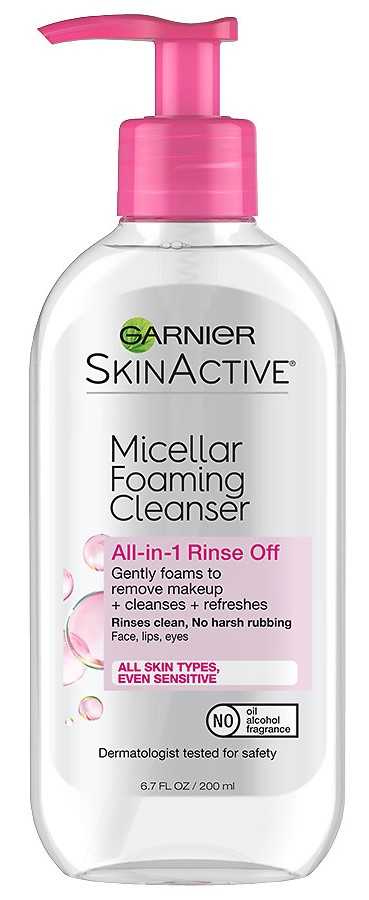 GARNIER
SKINACTIVE®
Micellar
Foaming
Cleanser
All-in-1 Rinse Off
Gently foams to
remove makeup
+ cleanses + refreshes
Rinses clean, No harsh rubbing
Face, lips, eyes
ALL SKIN TYPES,
EVEN SENSITIVE
NO
oil
alcohol
fragrance
Dermatologist tested for safety
6.7 FL OZ / 200 ml